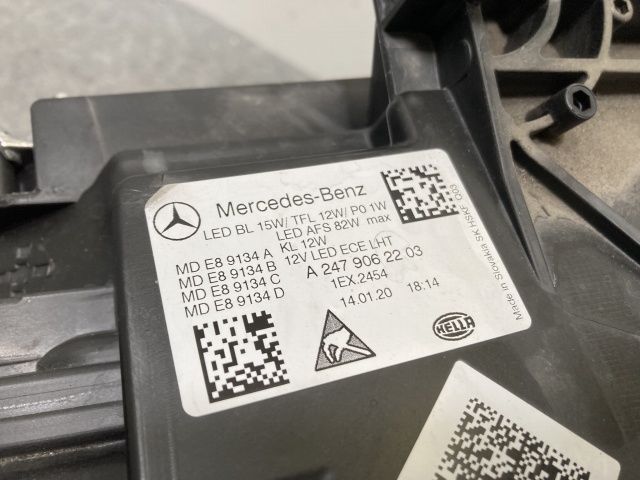 Mercedes-Benz
LED BL 15W/ TFL 12W/ P0 1W
LED AFS 82W max
KL 12W
12V LED ECE LHT
MD E8 9134 A
MD E8 9134 B
MD E8 9134 C
MD E8 9134 D
A 247 906 22 03
1EX.2454
14.01.20 18:14
HELLA
Made in Slovakia SK HSKF 003